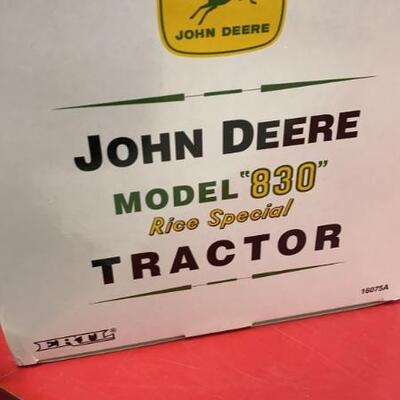 JOHN DEERE
JOHN DEERE
MODEL "830"
Rice Special
TRACTOR
16075A
ERTL®